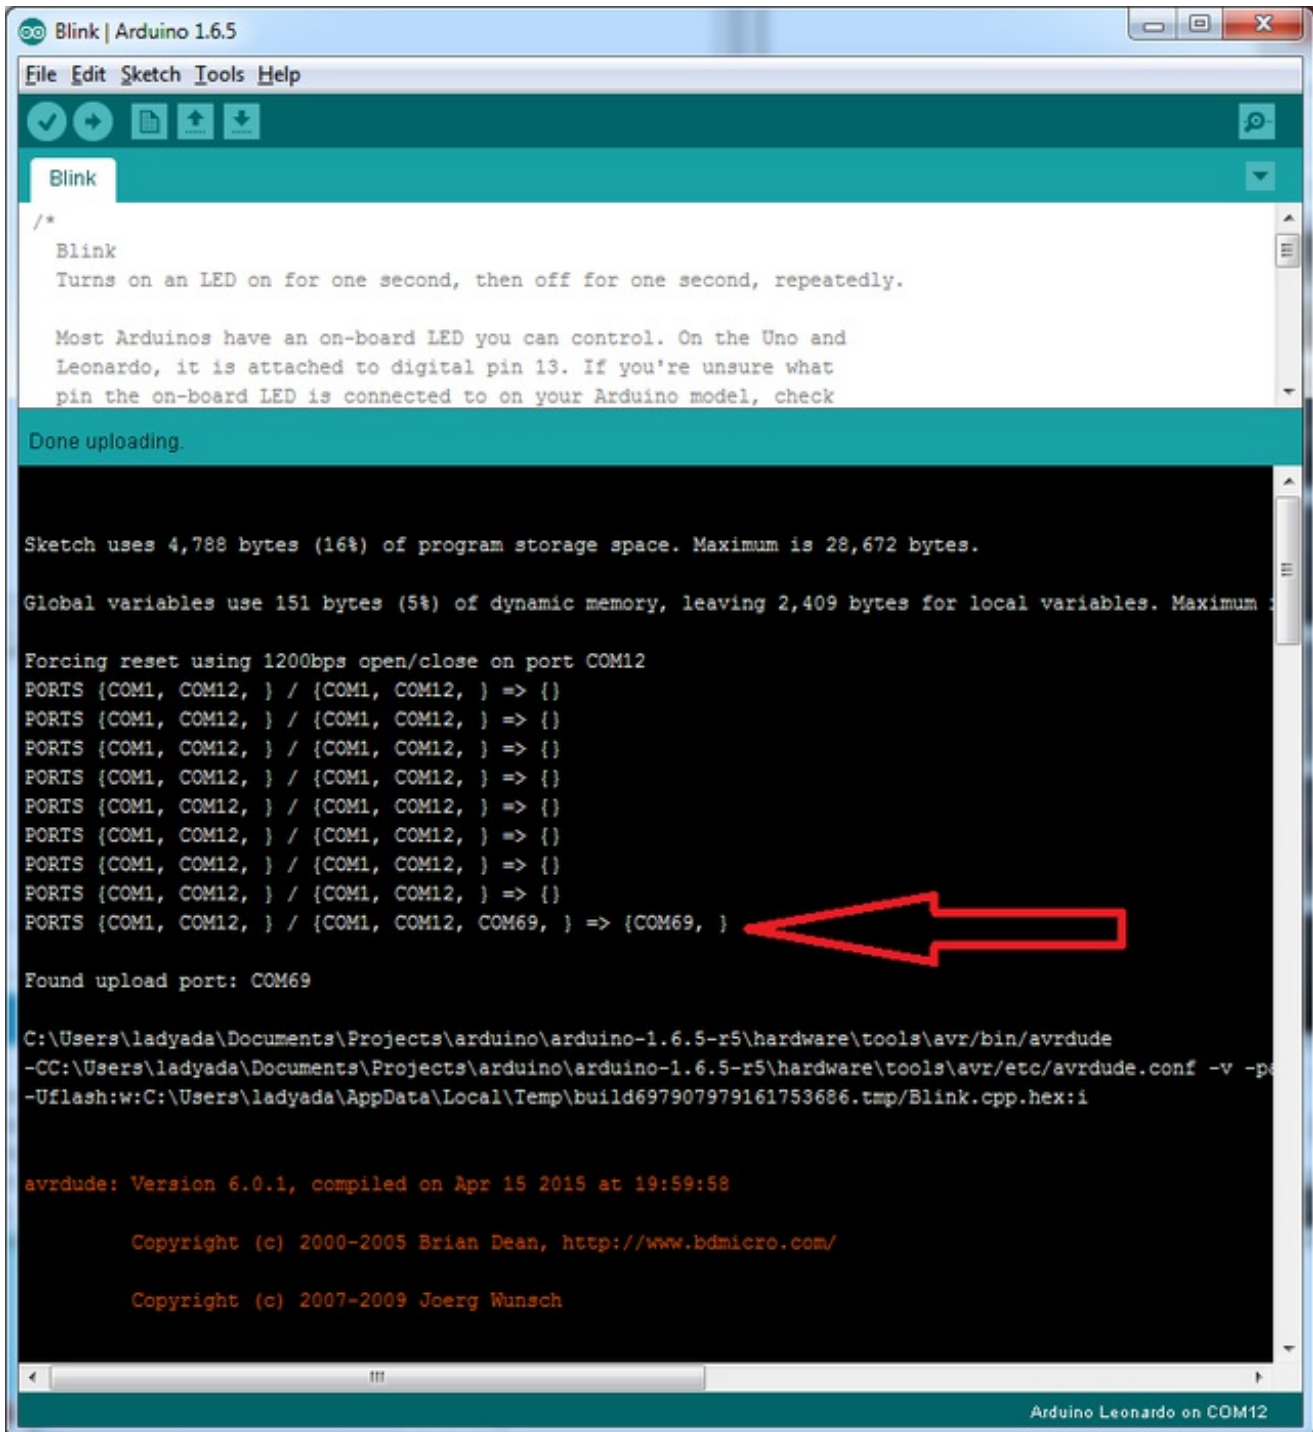 Blink | Arduino 1.6.5
File Edit Sketch Tools Help
Blink
/*
Blink
Turns on an LED on for one second, then off for one second, repeatedly.
Most Arduinos have an on-board LED you can control. On the Uno and
Leonardo, it is attached to digital pin 13. If you're unsure what
pin the on-board LED is connected to on your Arduino model, check
Done uploading.
Sketch uses 4,788 bytes (16%) of program storage space. Maximum is 28,672 bytes.
Global variables use 151 bytes (5%) of dynamic memory, leaving 2,409 bytes for local variables. Maximum
Forcing reset using 1200bps open/close on port COM12
PORTS {COM1, COM12, } / {COM1, COM12, } => {}
PORTS {COM1, COM12, } / {COM1, COM12, } => {}
PORTS {COM1, COM12, } / {COM1, COM12, } => {}
PORTS {COM1, COM12, } / {COM1, COM12, } => {}
PORTS {COM1, COM12, } / {COM1, COM12, } => {}
PORTS {COM1, COM12, } / {COM1, COM12, } => {}
PORTS {COM1, COM12, } / {COM1, COM12, } => {}
PORTS {COM1, COM12, } / {COM1, COM12, } => {}
PORTS {COM1, COM12, } / {COM1, COM12, COM69, } => {COM69, }
Found upload port: COM69
C:\Users\ladyada\Documents\Projects\arduino\arduino-1.6.5-r5\hardware\tools\avr/bin/avrdude
-CC:\Users\ladyada\Documents\Projects\arduino\arduino-1.6.5-r5\hardware\tools\avr/etc/avrdude.conf -v
-Uflash:w:C:\Users\ladyada\AppData\Local\Temp\build697907979161753686.tmp/Blink.cpp.hex:i
avrdude: Version 6.0.1, compiled on Apr 15 2015 at 19:59:58
Copyright (c) 2000-2005 Brian Dean, http://www.bdmicro.com/
Copyright (c) 2007-2009 Joerg Wunsch
Arduino Leonardo on COM12